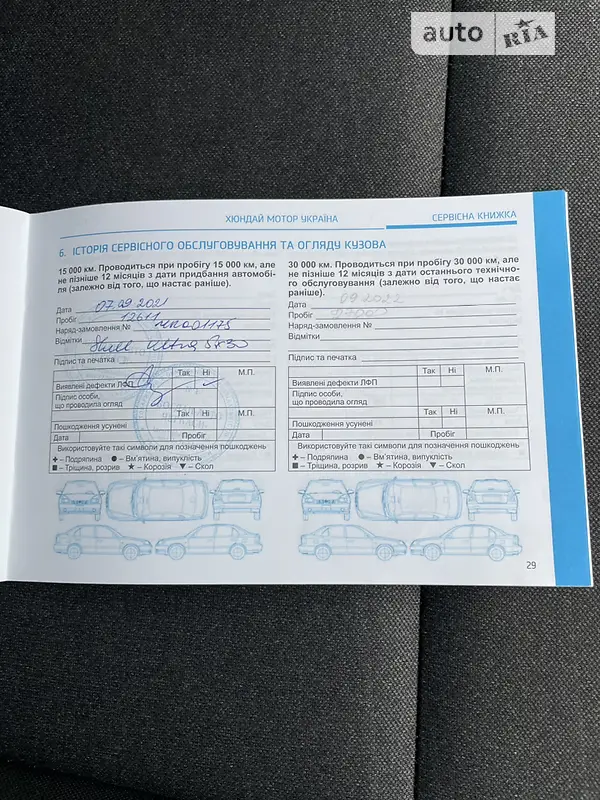 auto RIA
ХЮНДАЙ МОТОР УКРАЇНА
СЕРВІСНА КНИЖКА
6. ІСТОРІЯ СЕРВІСНОГО ОБСЛУГОВУВАННЯ ТА ОГЛЯДУ КУЗОВА
15 000 км. Проводиться при пробігу 15 000 км, але
не пізніше 12 місяців з дати придбання автомобі-
ля (залежно від того, що настає раніше).
Дата 07.09.2021
Пробіг 12611
Наряд-замовлення №
Відмітки Shell Ultra 5x30
Підпис та печатка
Так Ні М.П.
Виявлені дефекти ЛФП
Підпис особи,
що проводила огляд
Так Ні М.П.
Пошкодження усунені
Дата Пробіг
Використовуйте такі символи для позначення пошкоджень
+ – Подряпина ● – Вм'ятина, випуклість
■ – Тріщина, розрив ★ – Корозія ▼ – Скол
30 000 км. Проводиться при пробігу 30 000 км, але
не пізніше 12 місяців з дати останнього технічно-
го обслуговування (залежно від того, що настає
раніше).
Дата 09.2022
Пробіг
Наряд-замовлення №
Відмітки
Підпис та печатка
Так Ні М.П.
Виявлені дефекти ЛФП
Підпис особи,
що проводила огляд
Так Ні М.П.
Пошкодження усунені
Дата Пробіг
Використовуйте такі символи для позначення пошкоджень
+ – Подряпина ● – Вм'ятина, випуклість
■ – Тріщина, розрив ★ – Корозія ▼ – Скол
29